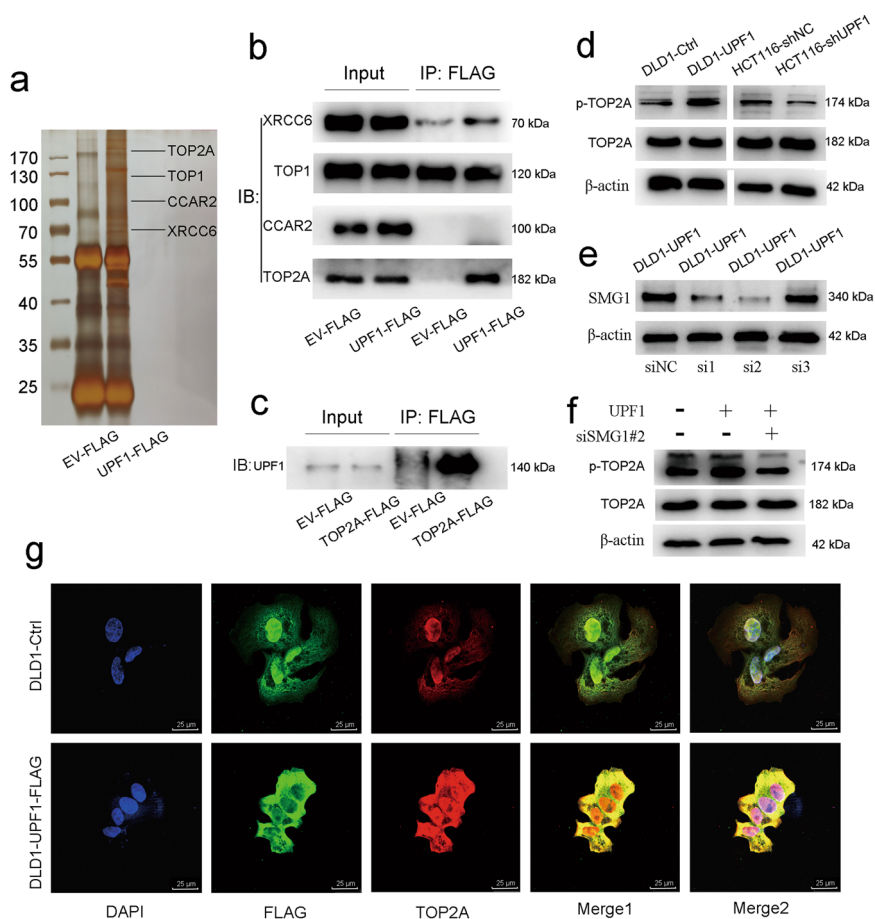 a
170
130
100
70
55
40
35
25
TOP2A
TOP1
CCAR2
XRCC6
EV-FLAG
UPF1-FLAG
b
Input
IP: FLAG
IB:
XRCC6
70 kDa
TOP1
120 kDa
CCAR2
100 kDa
TOP2A
182 kDa
EV-FLAG
UPF1-FLAG
EV-FLAG
UPF1-FLAG
c
Input
IP: FLAG
IB: UPF1
140 kDa
EV-FLAG
TOP2A-FLAG
EV-FLAG
TOP2A-FLAG
d
DLD1-Ctrl
DLD1-UPF1
HCT116-shNC
HCT116-shUPF1
p-TOP2A
174 kDa
TOP2A
182 kDa
β-actin
42 kDa
e
DLD1-UPF1
DLD1-UPF1
DLD1-UPF1
DLD1-UPF1
SMG1
340 kDa
β-actin
42 kDa
siNC
si1
si2
si3
f
UPF1 - + +
siSMG1#2 - - +
p-TOP2A
174 kDa
TOP2A
182 kDa
β-actin
42 kDa
g
DLD1-Ctrl
25 μm
25 μm
25 μm
25 μm
25 μm
DLD1-UPF1-FLAG
25 μm
25 μm
25 μm
25 μm
25 μm
DAPI
FLAG
TOP2A
Merge1
Merge2